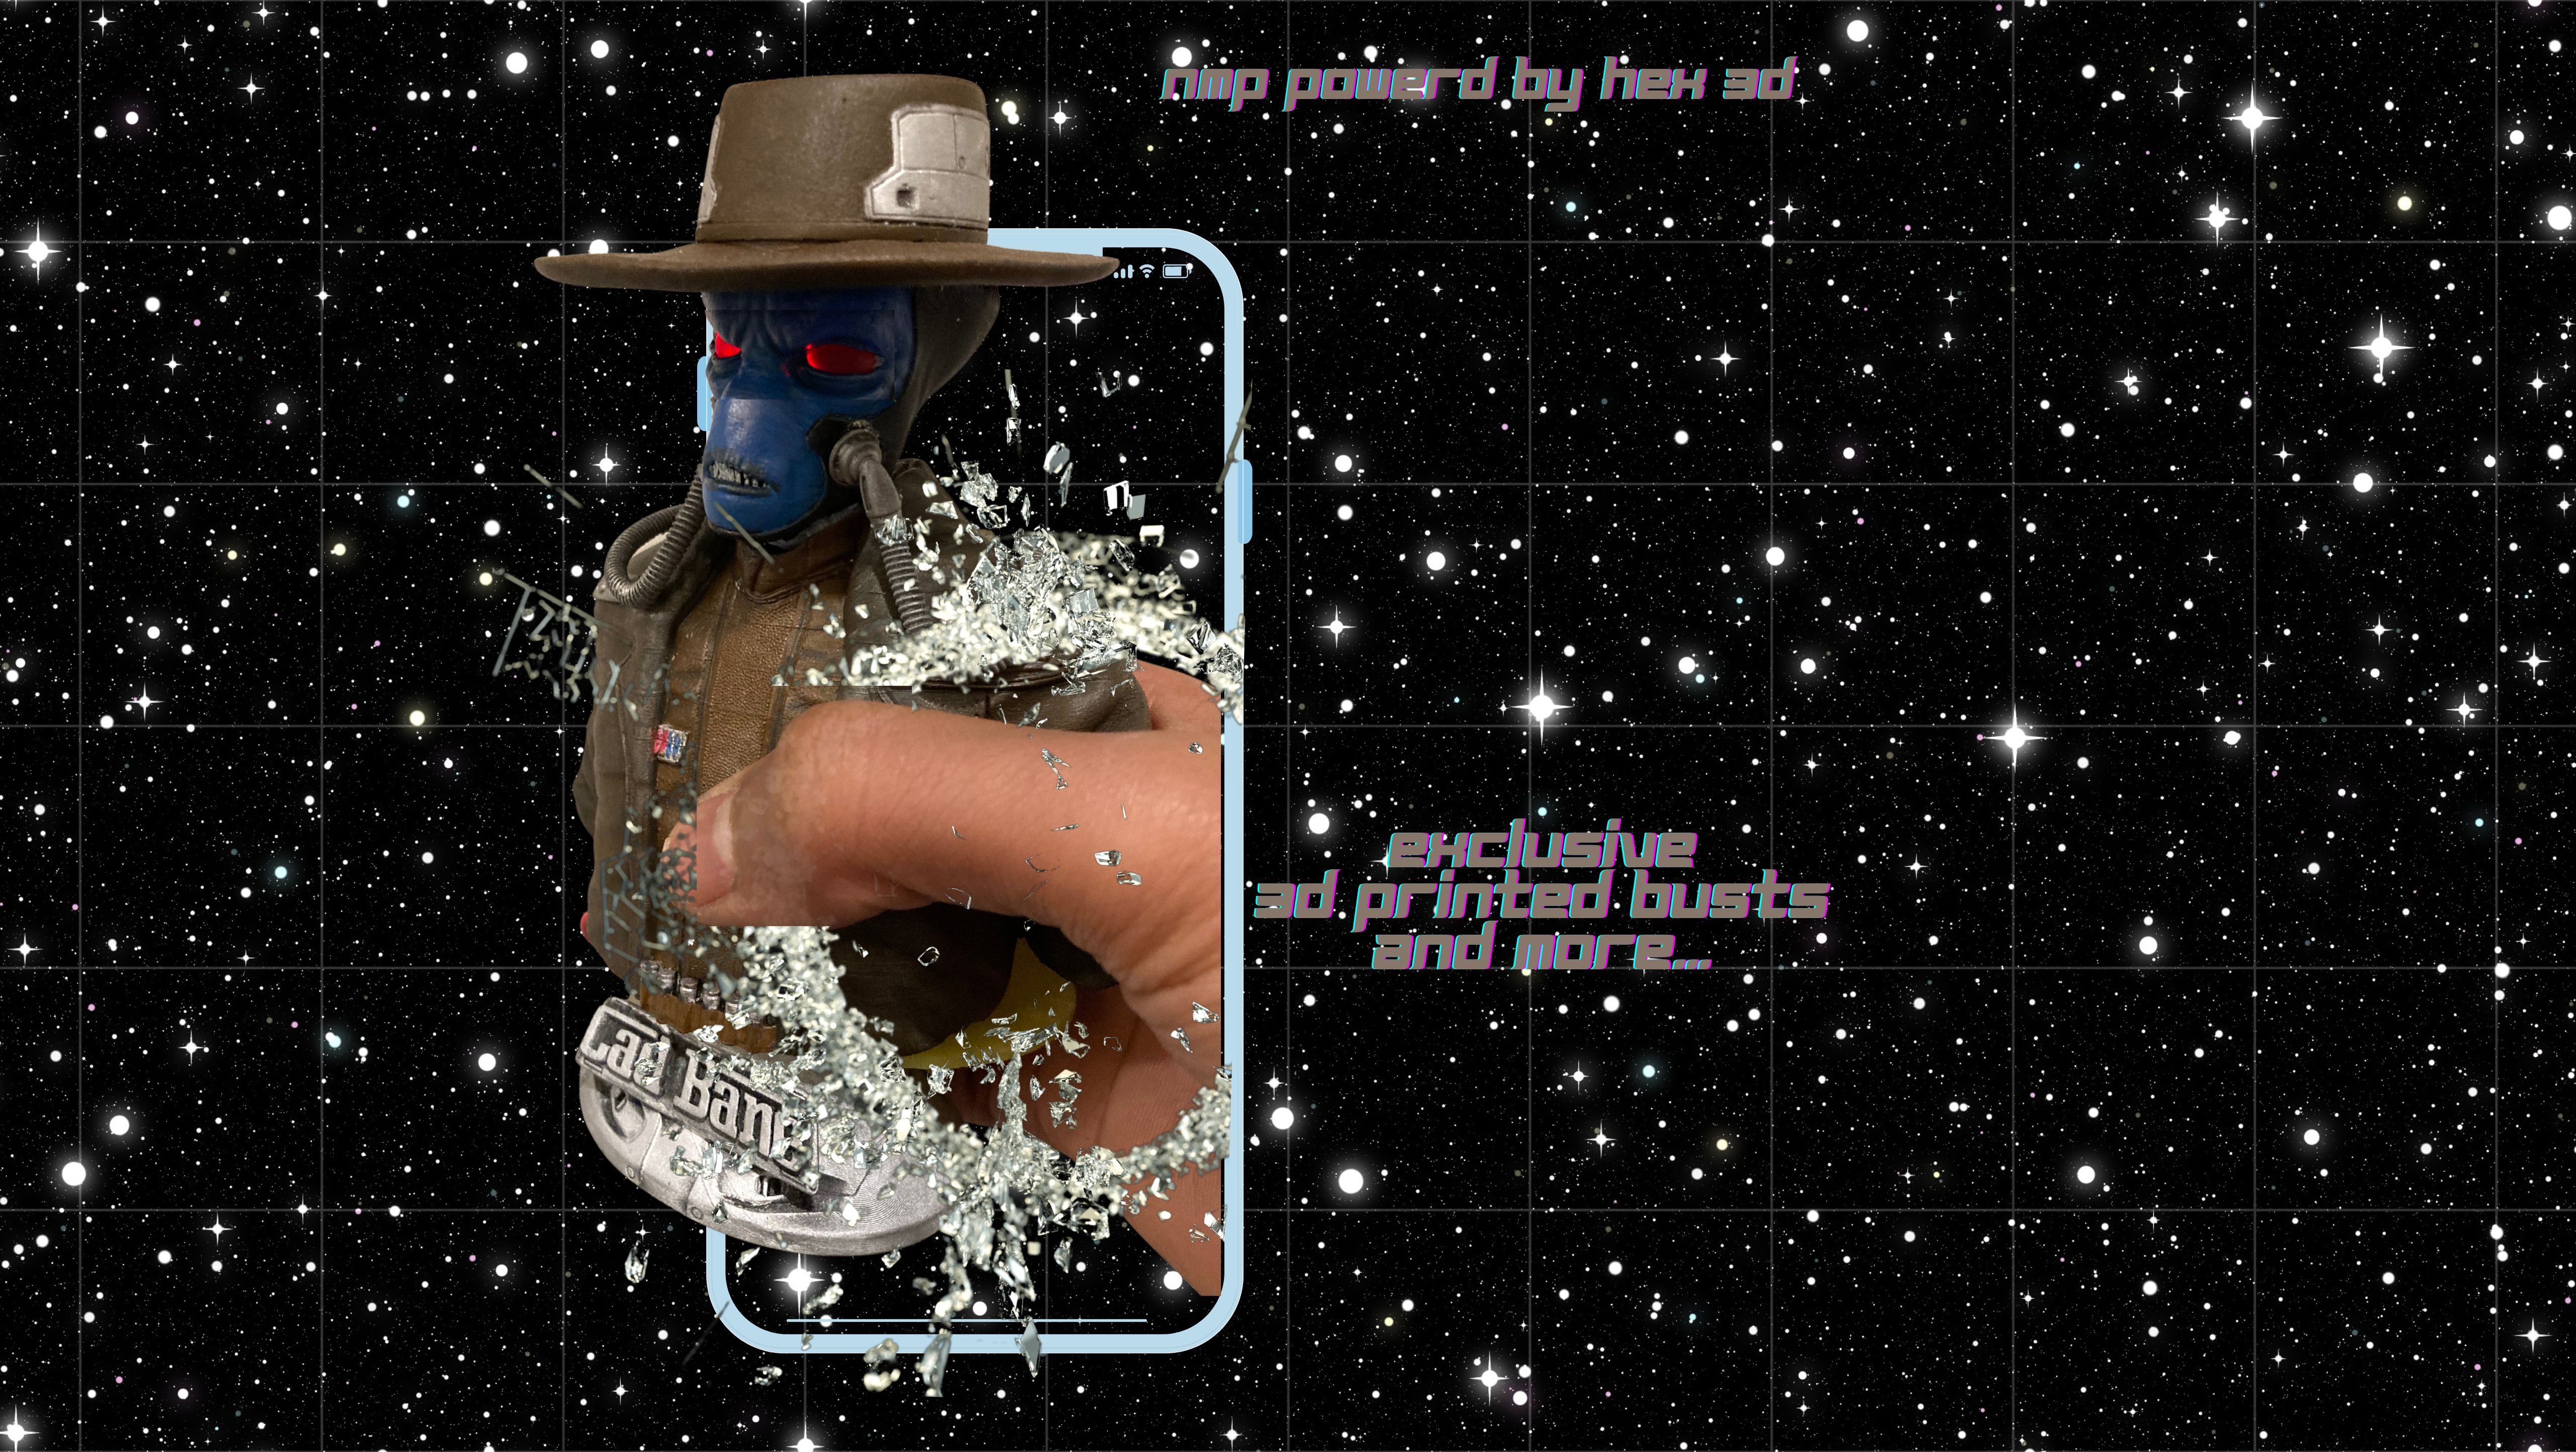 nmp powerd by hex 3d
exclusive
3d printed busts
and more...
Cad Bane